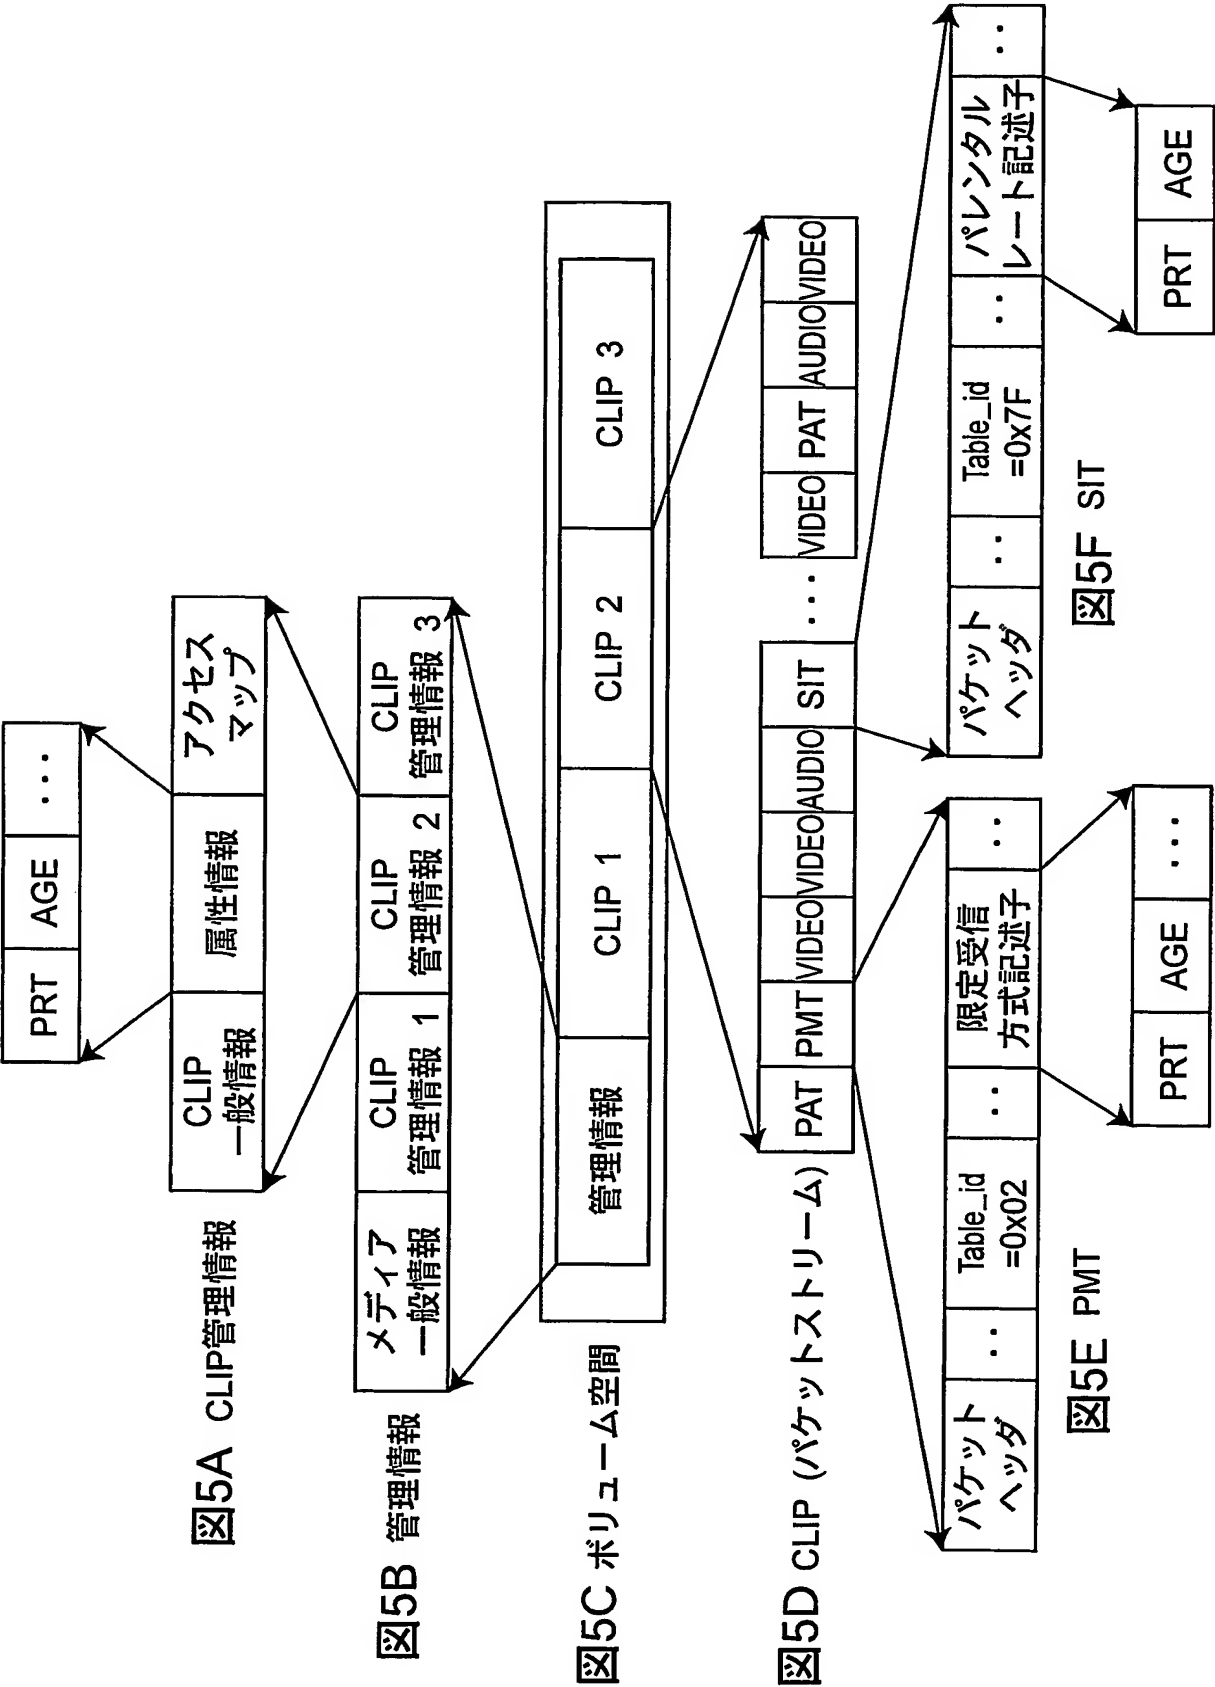 PRT AGE ...
CLIP
一般情報
属性情報
アクセス
マップ
図5A CLIP管理情報
メディア
一般情報
CLIP
管理情報 1
CLIP
管理情報 2
CLIP
管理情報 3
図5B 管理情報
管理情報
CLIP 1
CLIP 2
CLIP 3
図5C ボリューム空間
PAT PMT VIDEO VIDEO AUDIO SIT ... VIDEO PAT AUDIO VIDEO
図5D CLIP (パケットストリーム)
パケット
ヘッダ
..
Table_id
=0x02
..
限定受信
方式記述子
..
PRT AGE ...
図5E PMT
パケット
ヘッダ
..
Table_id
=0x7F
..
パレンタル
レート記述子
..
PRT AGE
図5F SIT